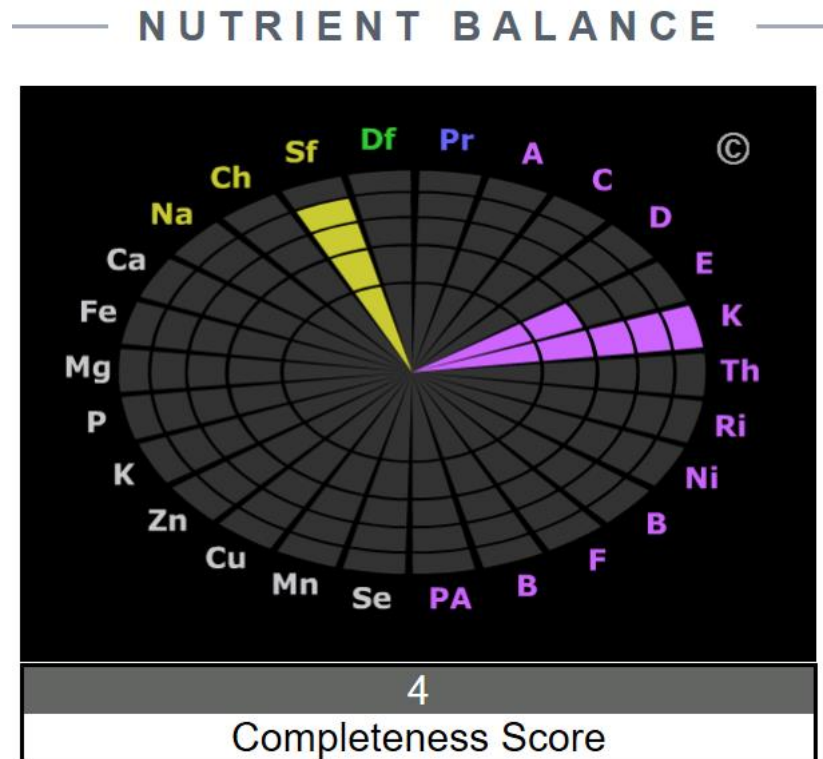 NUTRIENT BALANCE
©
Df Pr
Sf A
Ch C
Na D
Ca E
Fe K
Mg Th
P Ri
K Ni
Zn B
Cu F
Mn B
Se PA
4
Completeness Score